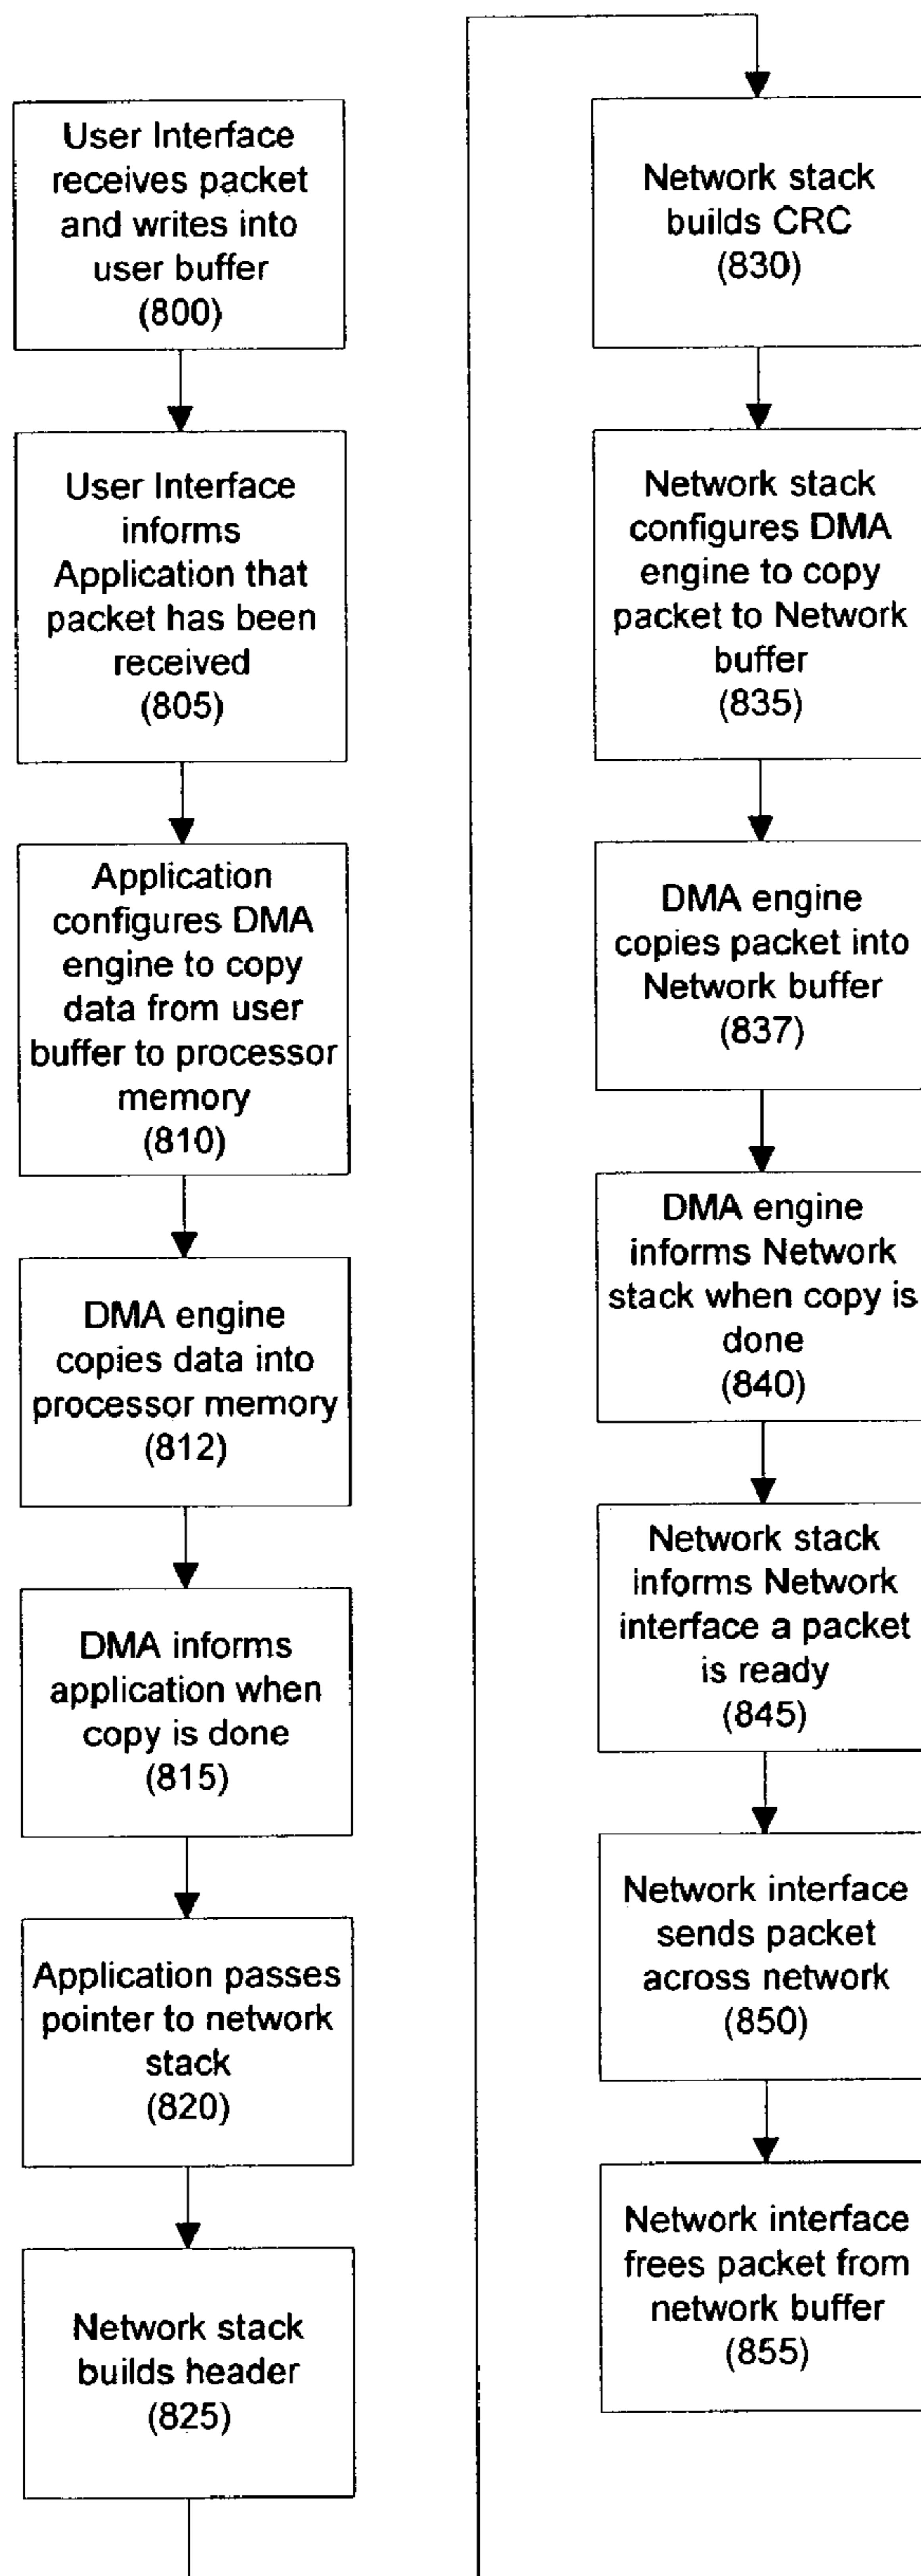 User Interface
receives packet
and writes into
user buffer
(800)
User Interface
informs
Application that
packet has been
received
(805)
Application
configures DMA
engine to copy
data from user
buffer to processor
memory
(810)
DMA engine
copies data into
processor memory
(812)
DMA informs
application when
copy is done
(815)
Application passes
pointer to network
stack
(820)
Network stack
builds header
(825)
Network stack
builds CRC
(830)
Network stack
configures DMA
engine to copy
packet to Network
buffer
(835)
DMA engine
copies packet into
Network buffer
(837)
DMA engine
informs Network
stack when copy is
done
(840)
Network stack
informs Network
interface a packet
is ready
(845)
Network interface
sends packet
across network
(850)
Network interface
frees packet from
network buffer
(855)